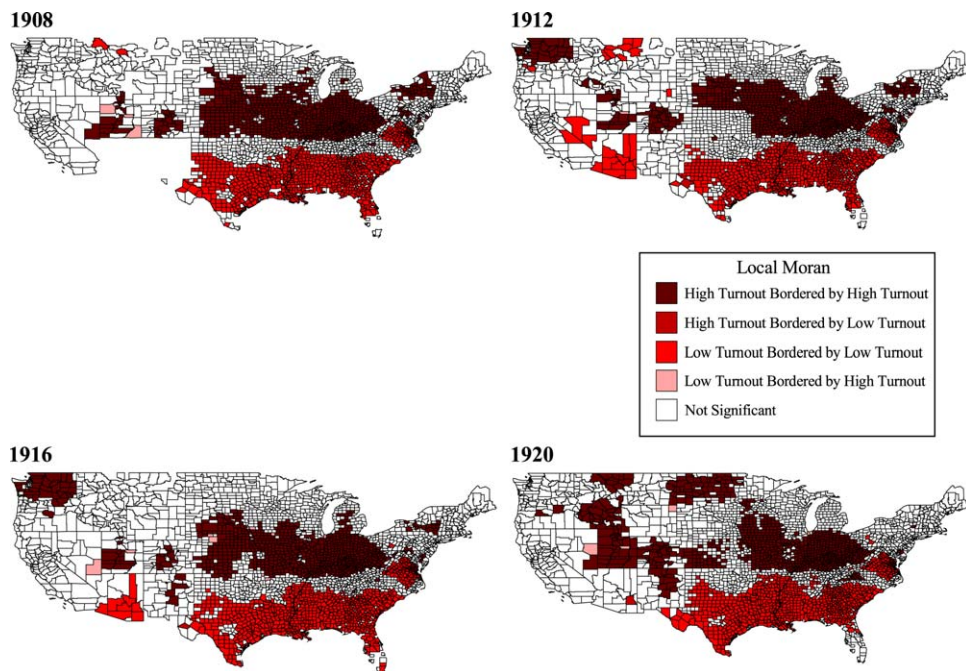 1908
1912
Local Moran
High Turnout Bordered by High Turnout
High Turnout Bordered by Low Turnout
Low Turnout Bordered by Low Turnout
Low Turnout Bordered by High Turnout
Not Significant
1916
1920